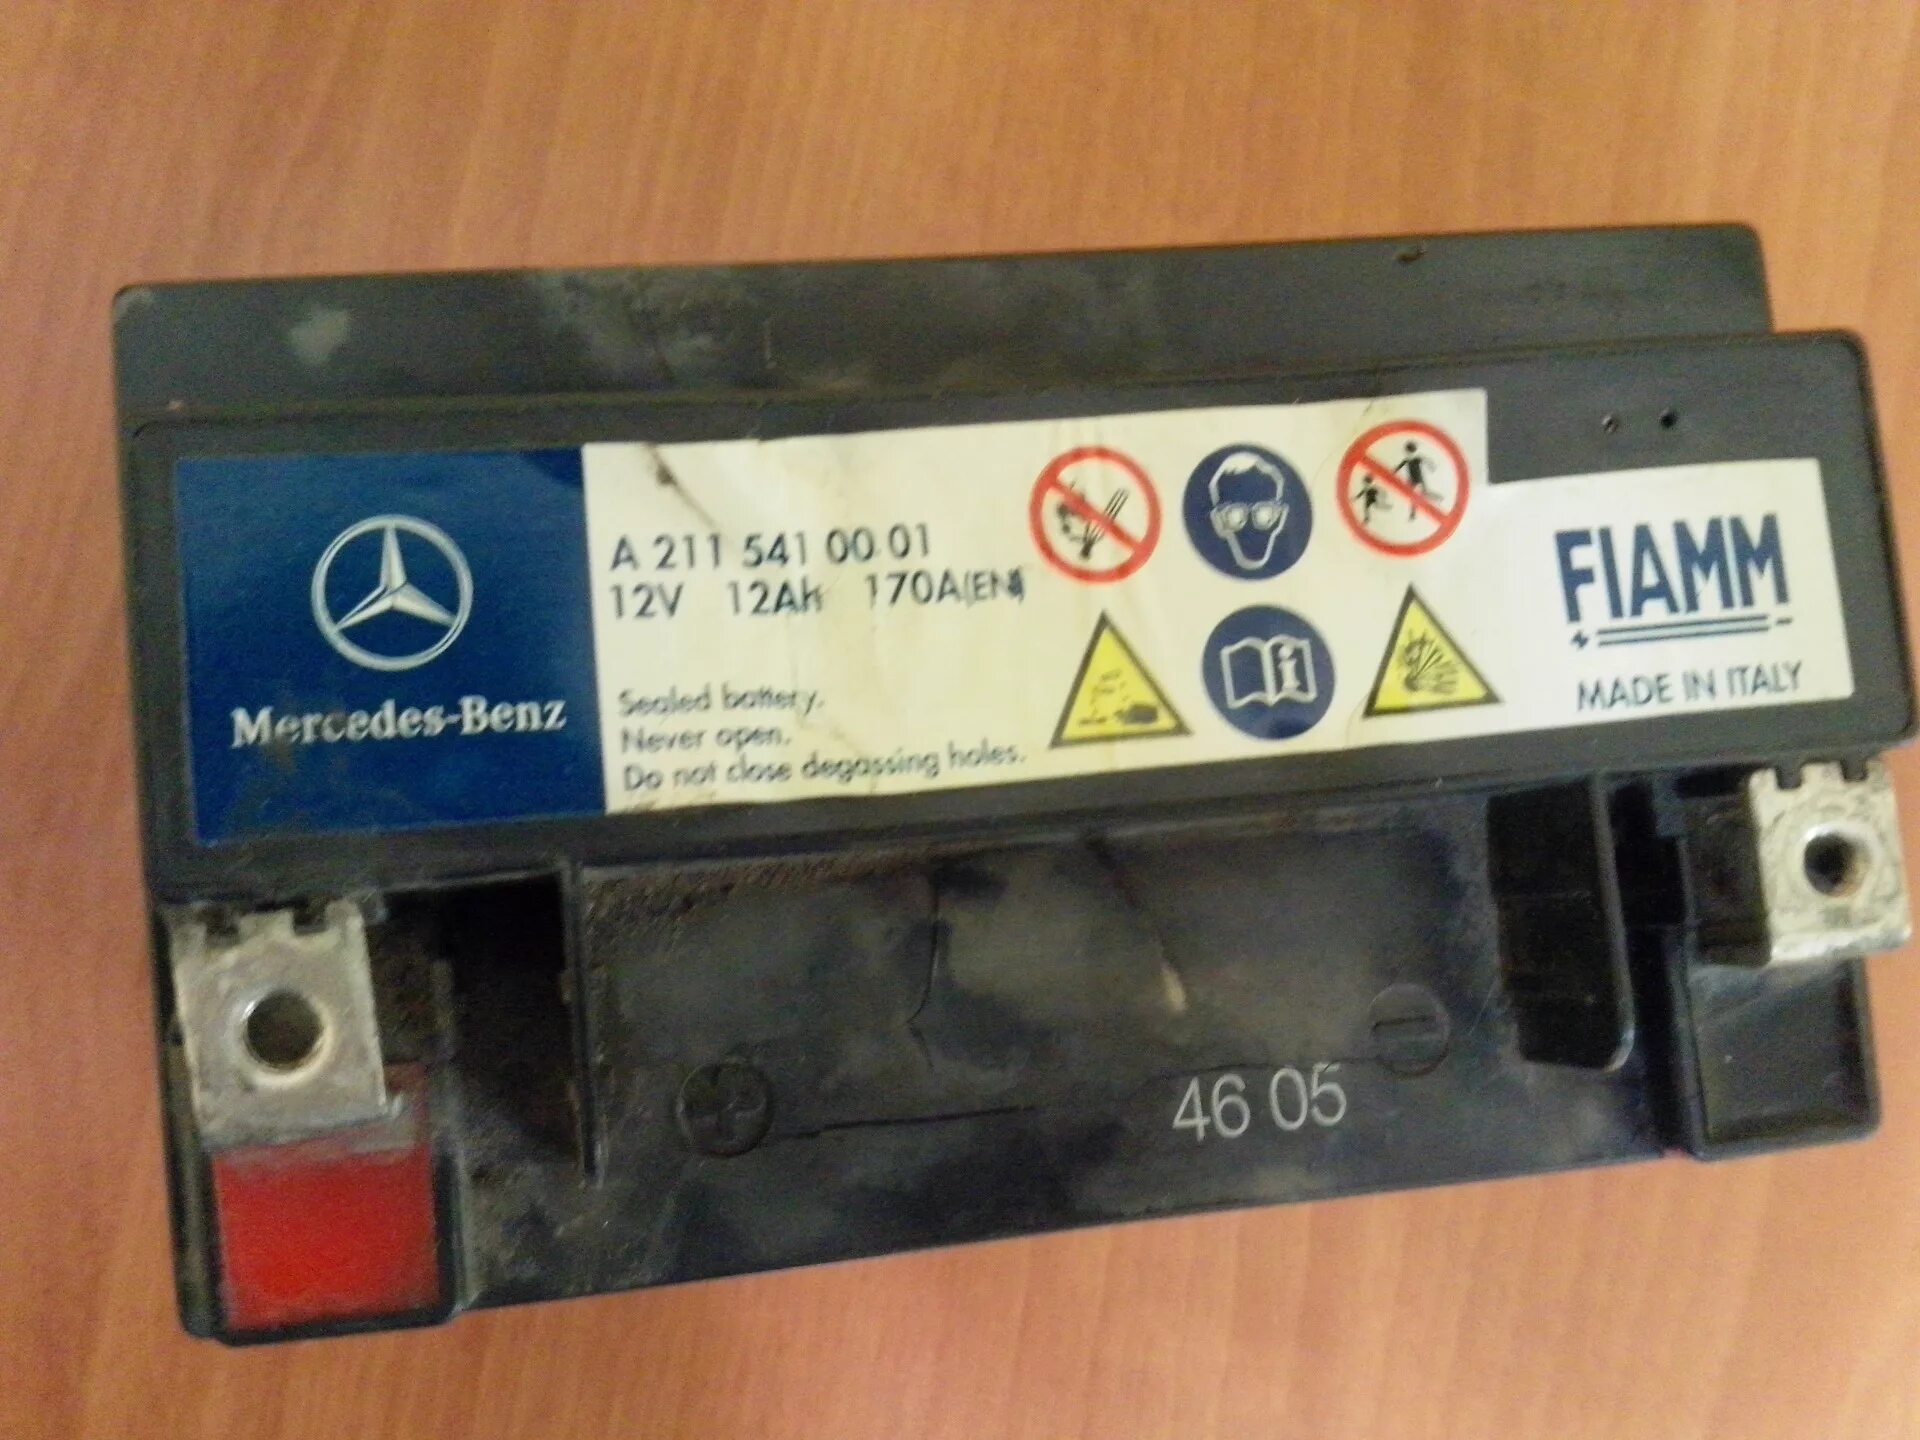 Mercedes-Benz
A 211 541 00 01
12V 12Ah 170A(EN)
Sealed battery.
Never open.
Do not close degassing holes.
FIAMM
+ -
MADE IN ITALY
+ -
46 05